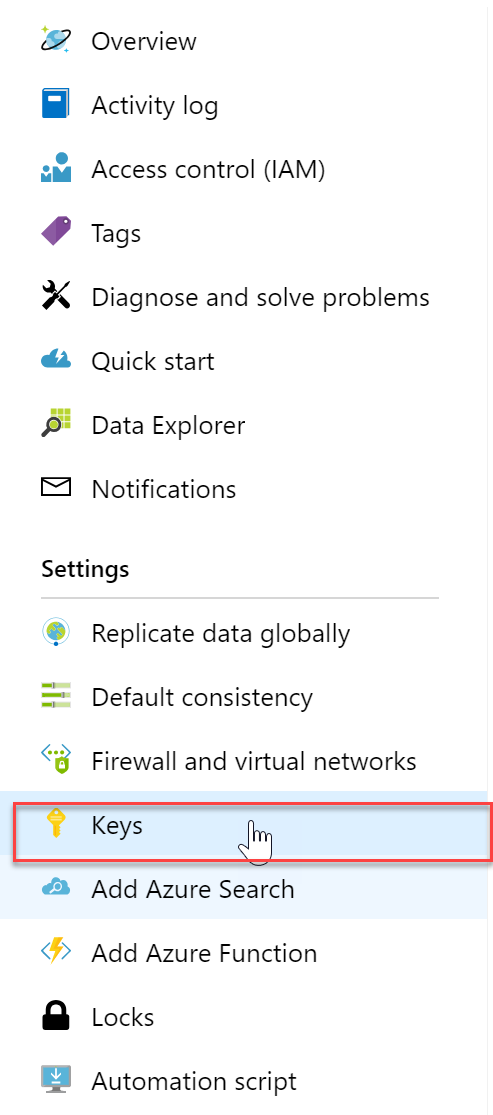 Overview
Activity log
Access control (IAM)
Tags
Diagnose and solve problems
Quick start
Data Explorer
Notifications
Settings
Replicate data globally
Default consistency
Firewall and virtual networks
Keys
Add Azure Search
Add Azure Function
Locks
Automation script